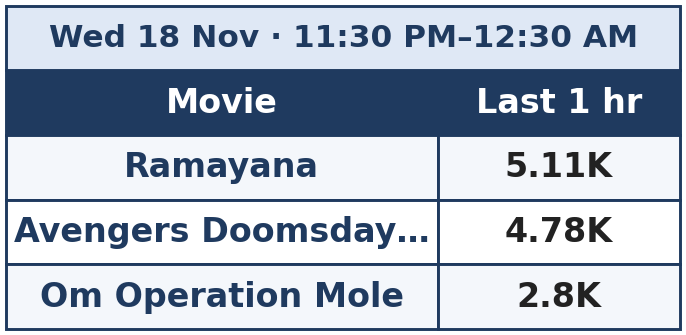 Wed 18 Nov · 11:30 PM–12:30 AM
Movie Last 1 hr
Ramayana 5.11K
Avengers Doomsday... 4.78K
Om Operation Mole 2.8K